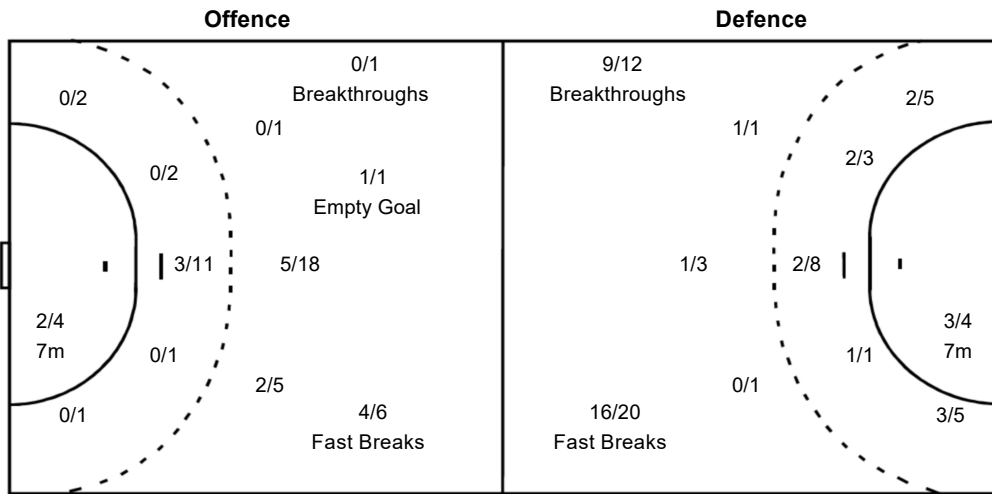 Offence
Defence
0/1
Breakthroughs
9/12
Breakthroughs
0/2
2/5
0/1
1/1
0/2
2/3
1/1
Empty Goal
3/11
5/18
1/3
2/8
2/4
7m
3/4
7m
0/1
1/1
2/5
0/1
0/1
3/5
4/6
Fast Breaks
16/20
Fast Breaks